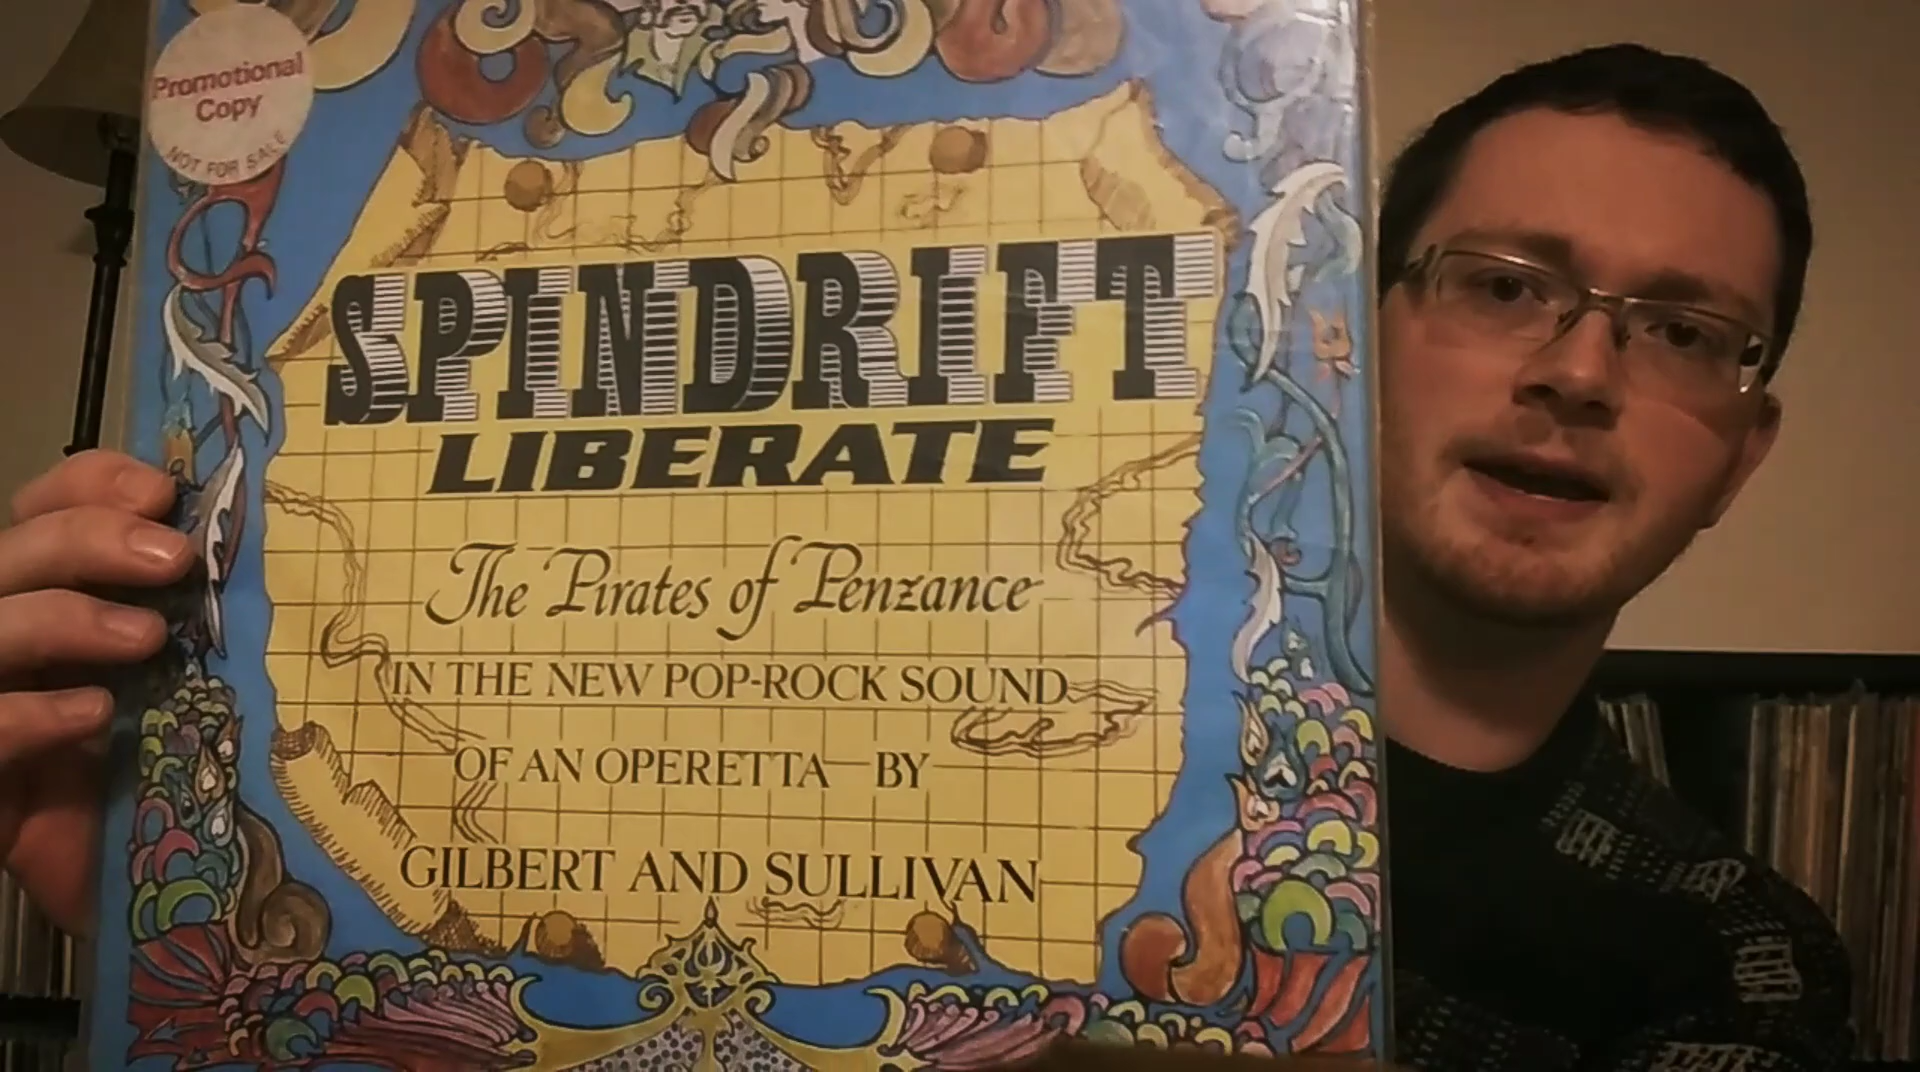 Promotional
Copy
NOT FOR SALE
SPINDRIFT
LIBERATE
The Pirates of Penzance
IN THE NEW POP-ROCK SOUND
OF AN OPERETTA BY
GILBERT AND SULLIVAN